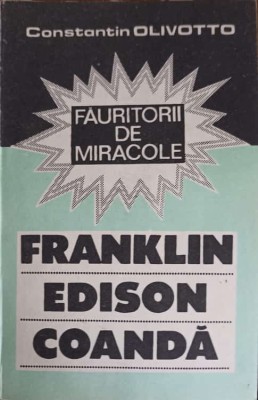 Constantin OLIVOTTO
FAURITORII
DE
MIRACOLE
FRANKLIN
EDISON
COANDĂ